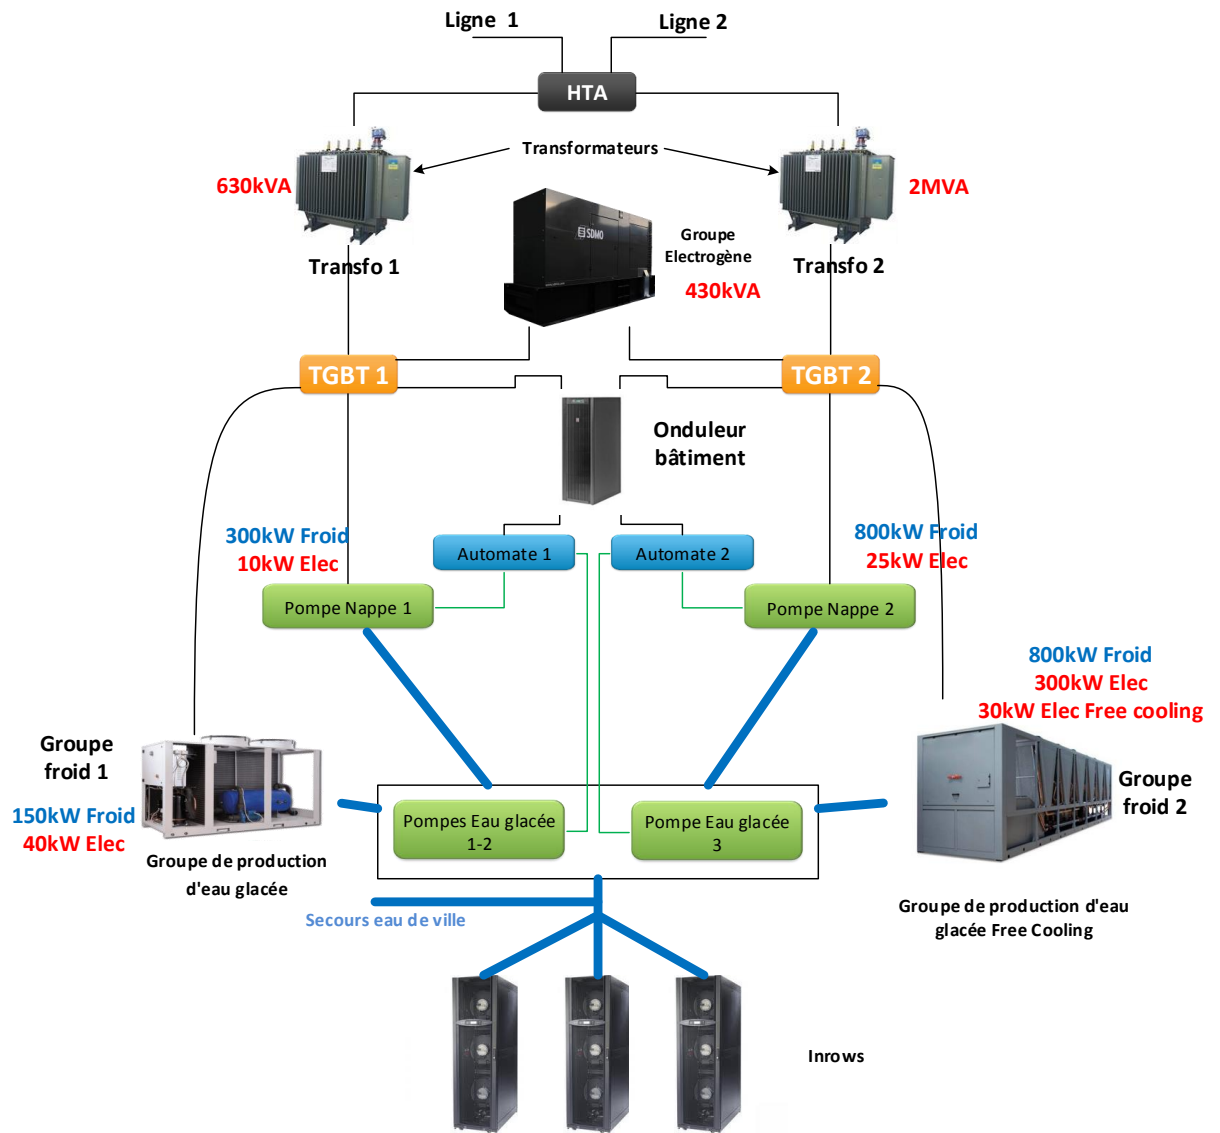 Ligne 1
Ligne 2
HTA
Transformateurs
630kVA
2MVA
SDMO
Groupe
Electrogène
430kVA
Transfo 1
Transfo 2
TGBT 1
TGBT 2
Onduleur
bâtiment
300kW Froid
10kW Elec
800kW Froid
25kW Elec
Automate 1
Automate 2
Pompe Nappe 1
Pompe Nappe 2
800kW Froid
300kW Elec
30kW Elec Free cooling
Groupe
froid 1
Groupe
froid 2
150kW Froid
40kW Elec
Pompes Eau glacée
1-2
Pompe Eau glacée
3
Groupe de production
d'eau glacée
Secours eau de ville
Groupe de production d'eau
glacée Free Cooling
Inrows